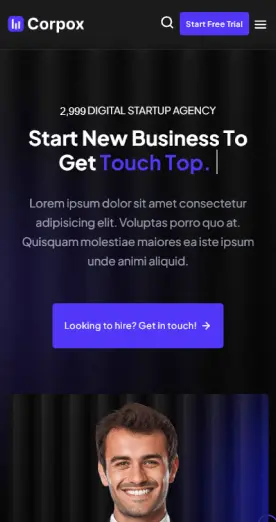 Corpox
Start Free Trial
2,999 DIGITAL STARTUP AGENCY
Start New Business To
Get Touch Top.
Lorem ipsum dolor sit amet consectetur
adipisicing elit. Voluptas porro quo at.
Quisquam molestiae maiores ea iste ipsum
unde animi aliquid.
Looking to hire? Get in touch!